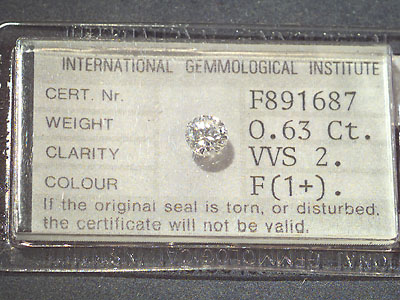 INTERNATIONAL GEMMOLOGICAL INSTITUTE
CERT. Nr. F891687
WEIGHT 0.63 Ct.
CLARITY VVS 2.
COLOUR F(1+).
If the original seal is torn, or disturbed.
the certificate will not be valid.